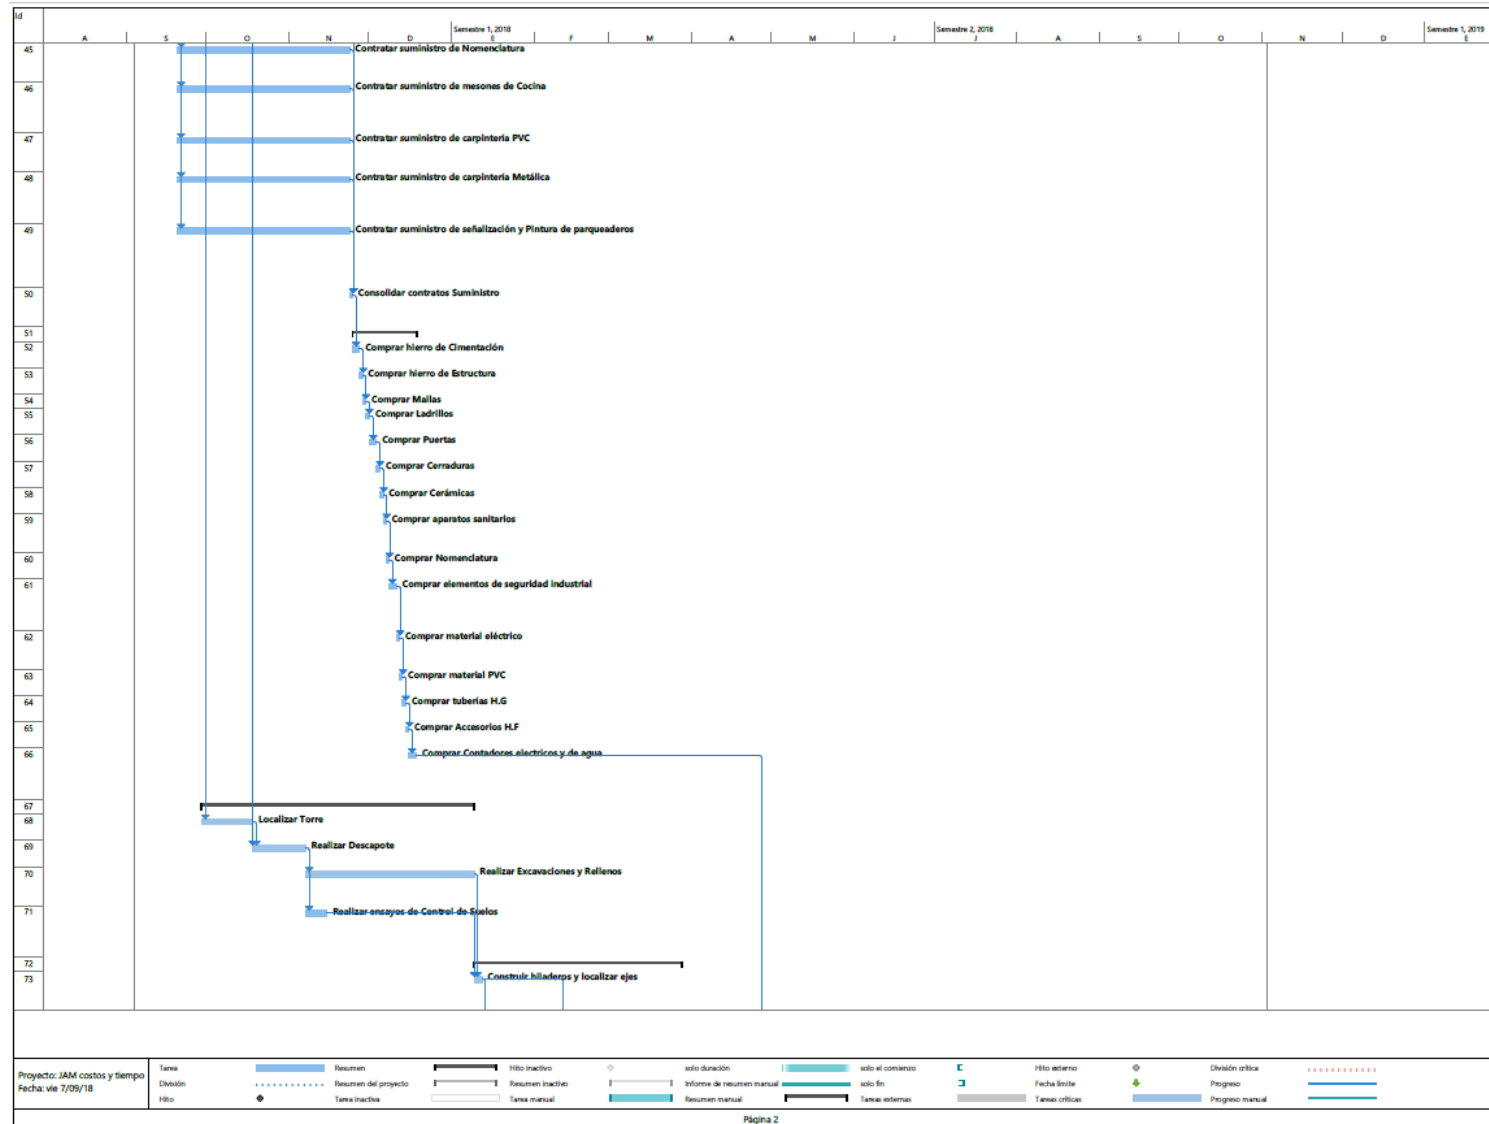 Id
Semestre 1, 2018 Semestre 2, 2018 Semestre 1, 2019
A S O N D E F M A M J J A S O N D E
45 Contratar suministro de Nomenclatura
46 Contratar suministro de mesones de Cocina
47 Contratar suministro de carpintería PVC
48 Contratar suministro de carpintería Metálica
49 Contratar suministro de señalización y Pintura de parqueaderos
50 Consolidar contratos Suministro
51
52 Comprar hierro de Cimentación
53 Comprar hierro de Estructura
54 Comprar Mallas
55 Comprar Ladrillos
56 Comprar Puertas
57 Comprar Cerraduras
58 Comprar Cerámicas
59 Comprar aparatos sanitarios
60 Comprar Nomenclatura
61 Comprar elementos de seguridad industrial
62 Comprar material eléctrico
63 Comprar material PVC
64 Comprar tuberías H.G
65 Comprar Accesorios H.F
66 Comprar Contadores electricos y de agua
67
68 Localizar Torre
69 Realizar Descapote
70 Realizar Excavaciones y Rellenos
71 Realizar ensayos de Control de Suelos
72
73 Construir hiladeros y localizar ejes
Proyecto: JAM costos y tiempo
Fecha: vie 7/09/18
Tarea Resumen Hito inactivo solo duración solo el comienzo Hito externo División crítica
División Resumen del proyecto Resumen inactivo Informe de resumen manual solo fin Fecha límite Progreso
Hito Tarea inactiva Tarea manual Resumen manual Tareas externas Tareas críticas Progreso manual
Página 2